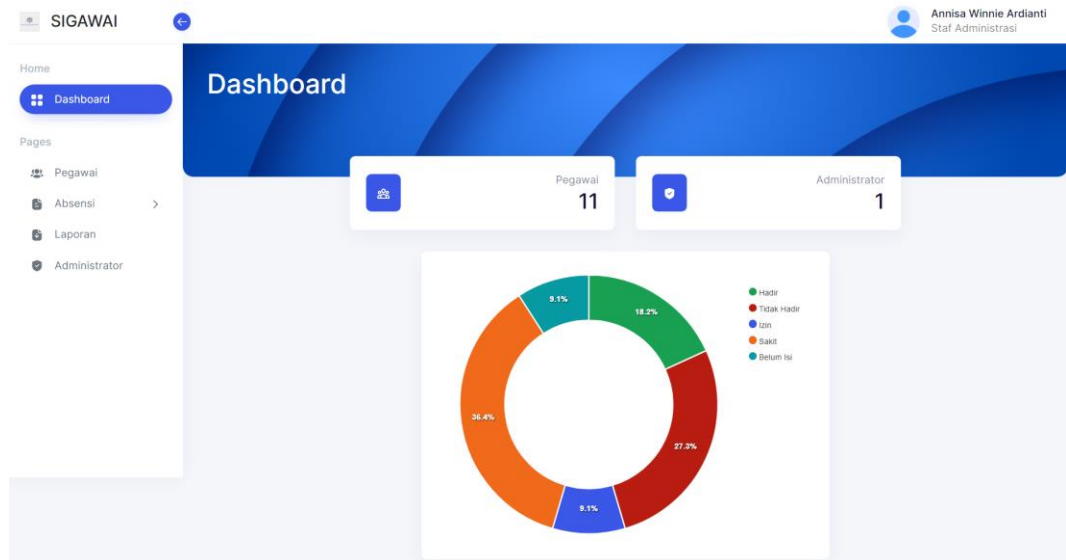 SIGAWAI
Annisa Winnie Ardianti
Staf Administrasi
Home
Dashboard
Pages
Pegawai
Absensi
Laporan
Administrator
Dashboard
Pegawai
11
Administrator
1
9.1%
18.2%
36.4%
27.3%
9.1%
Hadir
Tidak Hadir
Izin
Sakit
Belum Isi